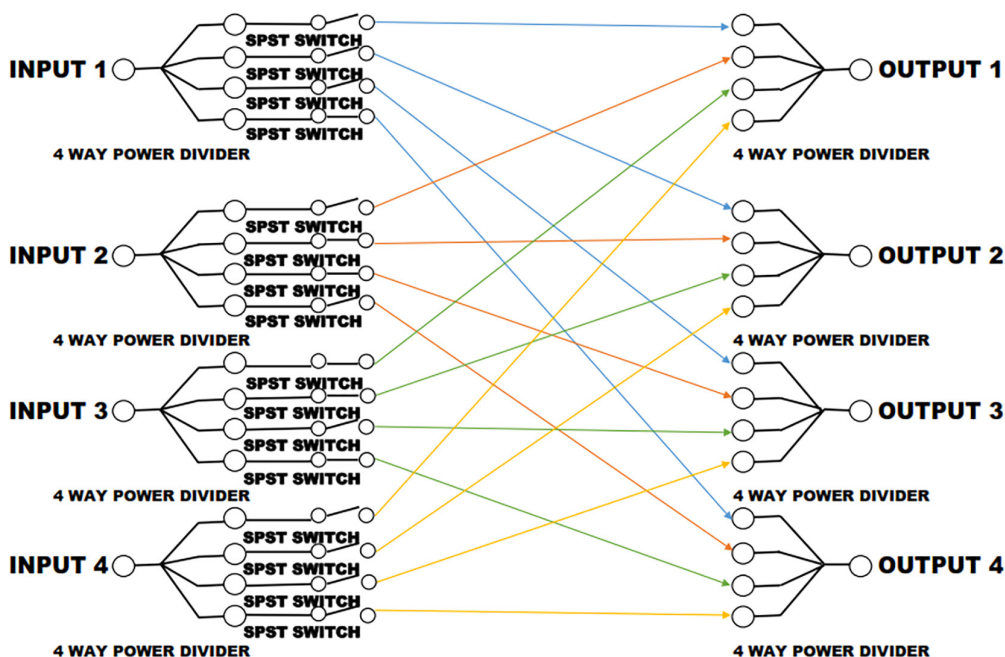 SPST SWITCH
INPUT 1
SPST SWITCH
SPST SWITCH
SPST SWITCH
4 WAY POWER DIVIDER
OUTPUT 1
4 WAY POWER DIVIDER
SPST SWITCH
INPUT 2
SPST SWITCH
SPST SWITCH
SPST SWITCH
4 WAY POWER DIVIDER
OUTPUT 2
4 WAY POWER DIVIDER
SPST SWITCH
INPUT 3
SPST SWITCH
SPST SWITCH
SPST SWITCH
4 WAY POWER DIVIDER
OUTPUT 3
4 WAY POWER DIVIDER
SPST SWITCH
INPUT 4
SPST SWITCH
SPST SWITCH
SPST SWITCH
4 WAY POWER DIVIDER
OUTPUT 4
4 WAY POWER DIVIDER